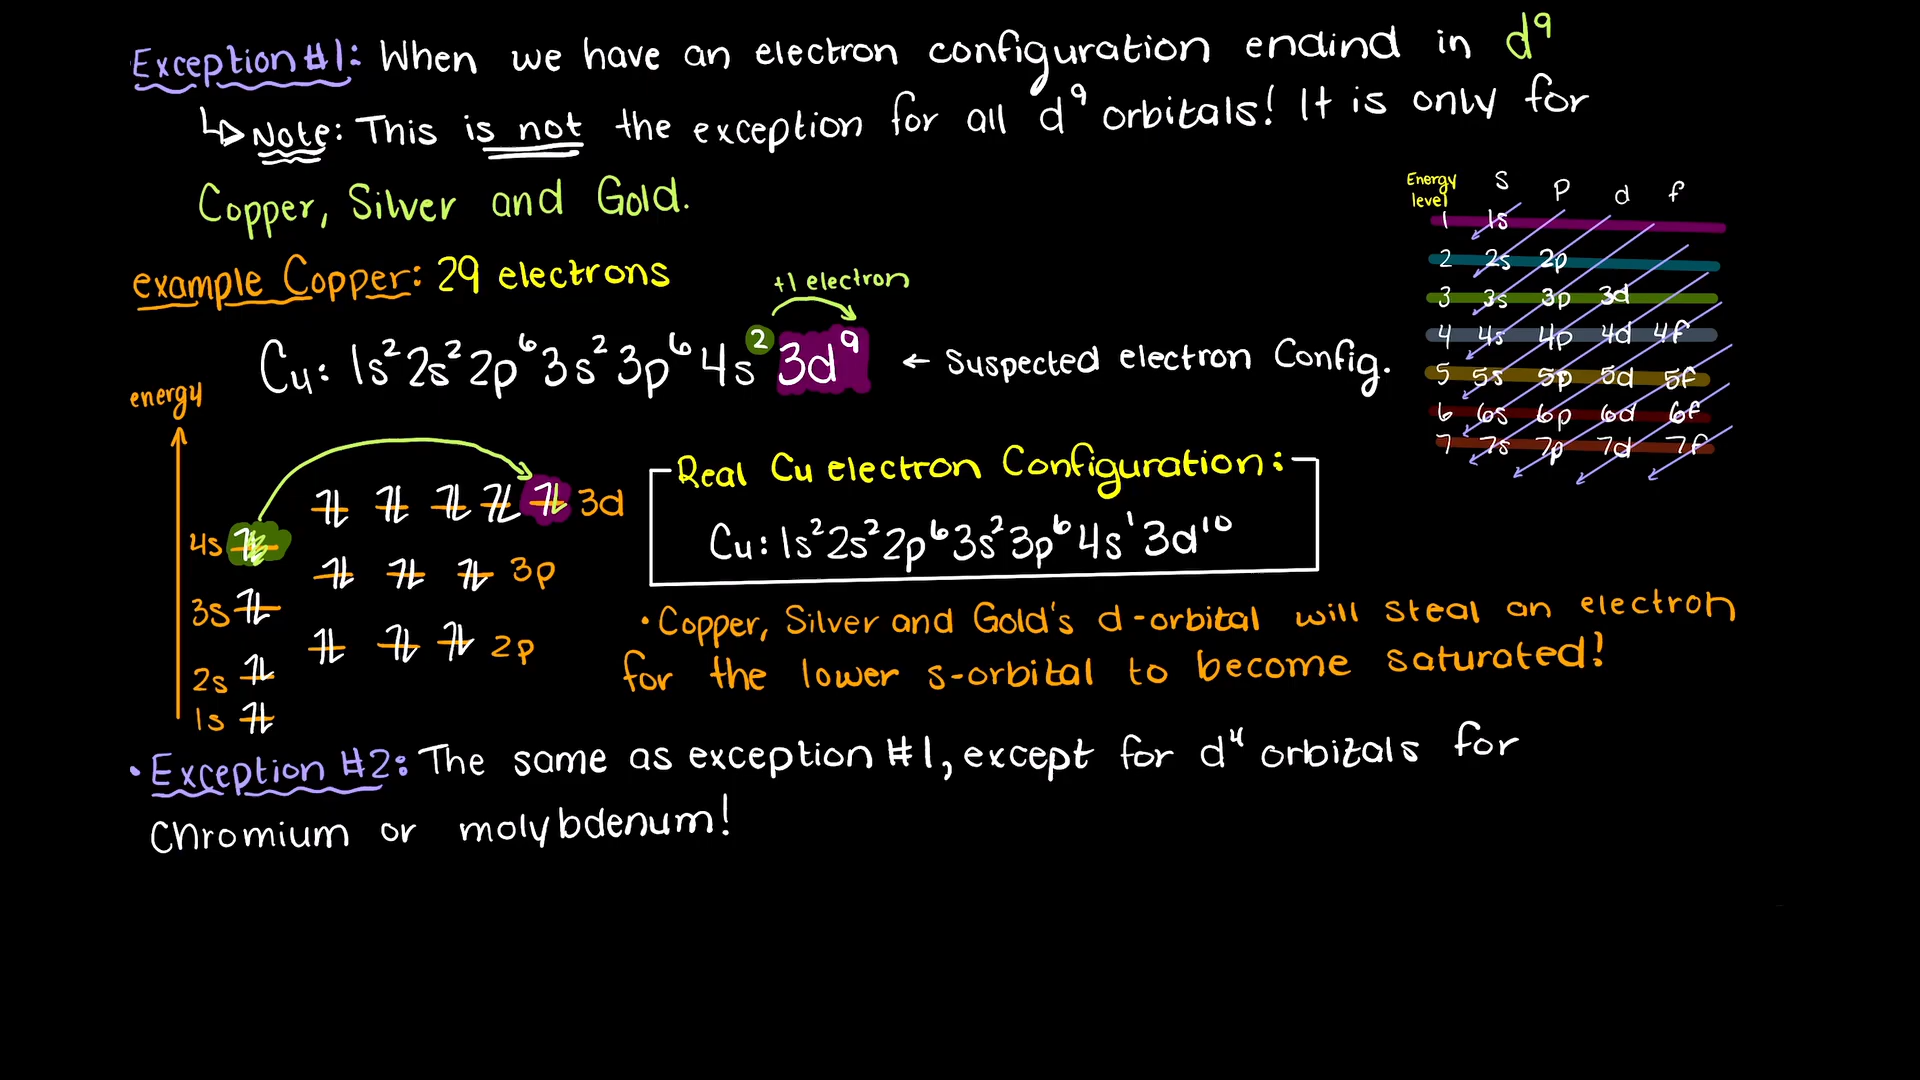 Exception #1: When we have an electron configuration endind in d⁹
↳ Note: This is not the exception for all d⁹ orbitals! It is only for
Copper, Silver and Gold.
Energy level s p d f
1 1s
2 2s 2p
3 3s 3p 3d
4 4s 4p 4d 4f
5 5s 5p 5d 5f
6 6s 6p 6d 6f
7 7s 7p 7d 7f
example Copper: 29 electrons
+1 electron
Cu: 1s²2s²2p⁶3s²3p⁶4s²3d⁹ ← Suspected electron Config.
energy
3d
4s
3p
3s
2p
2s
1s
Real Cu electron Configuration:
Cu: 1s²2s²2p⁶3s²3p⁶4s¹3d¹⁰
• Copper, Silver and Gold's d-orbital will steal an electron
for the lower s-orbital to become saturated!
• Exception #2: The same as exception #1, except for d⁴ orbitals for
Chromium or molybdenum!